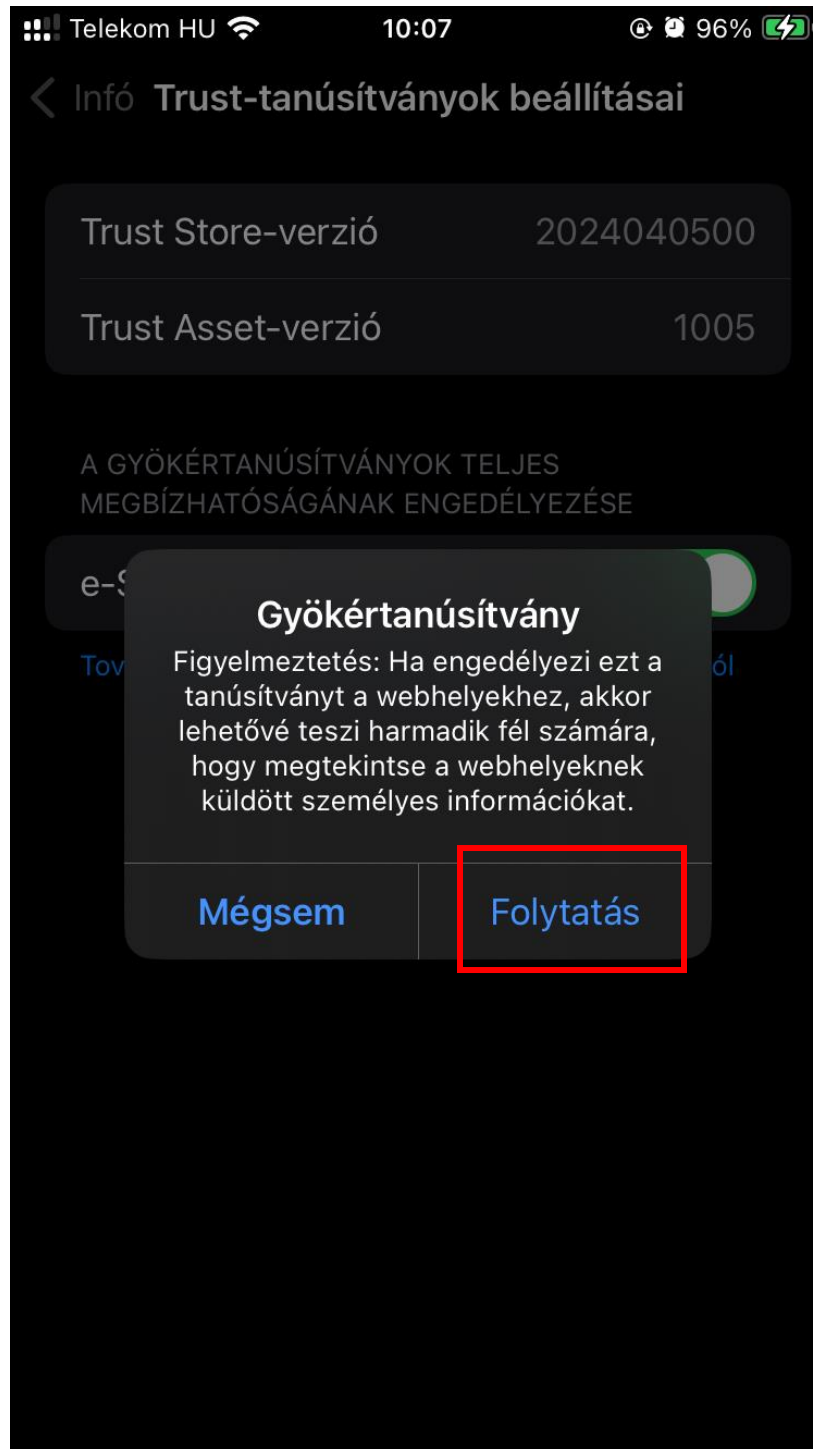 Telekom HU 10:07 96%
Infó Trust-tanúsítványok beállításai
Trust Store-verzió 2024040500
Trust Asset-verzió 1005
A GYÖKÉRTANÚSÍTVÁNYOK TELJES
MEGBÍZHATÓSÁGÁNAK ENGEDÉLYEZÉSE
Gyökértanúsítvány
Figyelmeztetés: Ha engedélyezi ezt a
tanúsítványt a webhelyekhez, akkor
lehetővé teszi harmadik fél számára,
hogy megtekintse a webhelyeknek
küldött személyes információkat.
Mégsem Folytatás